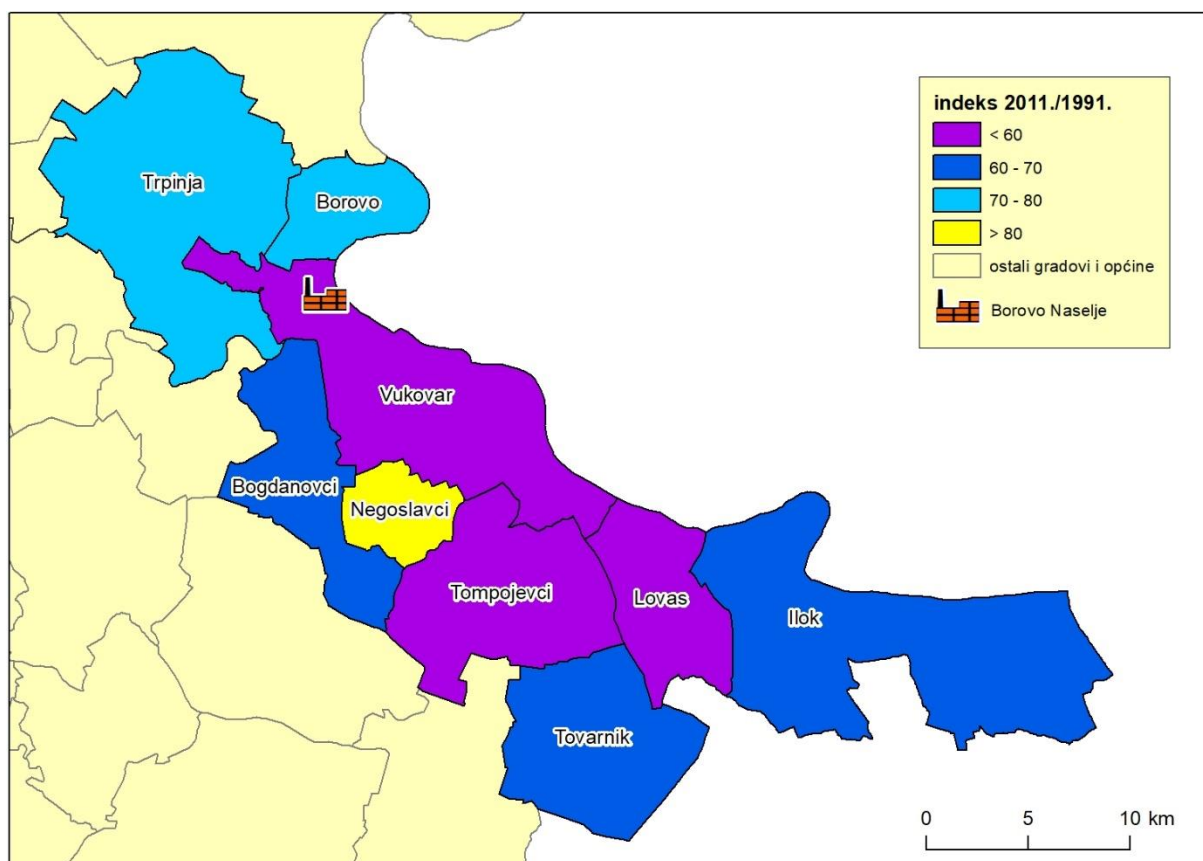 indeks 2011./1991.
< 60
60 - 70
70 - 80
> 80
ostali gradovi i općine
Borovo Naselje
Trpinja
Borovo
Vukovar
Bogdanovci
Negoslavci
Tompojevci
Lovas
Ilok
Tovarnik
0 5 10 km